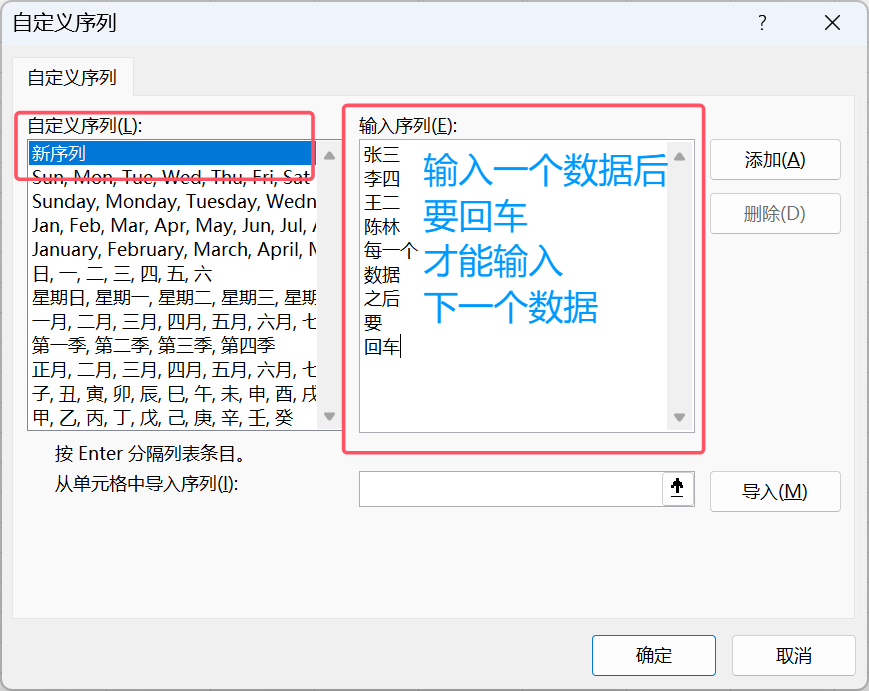 自定义序列
?
自定义序列
自定义序列(L):
新序列
Sun, Mon, Tue, Wed, Thu, Fri, Sat
Sunday, Monday, Tuesday, Wedn
Jan, Feb, Mar, Apr, May, Jun, Jul,
January, February, March, April,
日, 一, 二, 三, 四, 五, 六
星期日, 星期一, 星期二, 星期三, 星期
一月, 二月, 三月, 四月, 五月, 六月, 七
第一季, 第二季, 第三季, 第四季
正月, 二月, 三月, 四月, 五月, 六月, 七
子, 丑, 寅, 卯, 辰, 巳, 午, 未, 申, 酉, 戌
甲, 乙, 丙, 丁, 戊, 己, 庚, 辛, 壬, 癸
输入序列(E):
张三
李四
王二
陈林
每一个
数据
之后
要
回车
输入一个数据后
要回车
才能输入
下一个数据
添加(A)
删除(D)
按 Enter 分隔列表条目。
从单元格中导入序列(I):
导入(M)
确定
取消